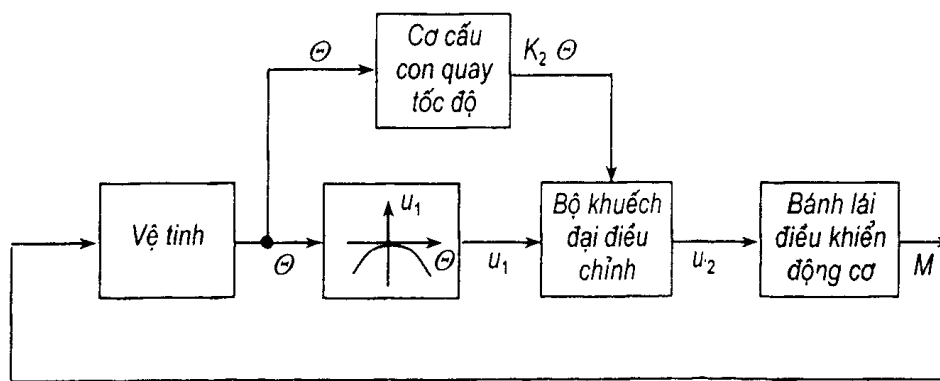 Θ
Cơ cấu
con quay
tốc độ
K₂ Θ
Vệ tinh
Θ
u₁
Θ
u₁
Bộ khuếch
đại điều
chỉnh
u₂
Bánh lái
điều khiển
động cơ
M